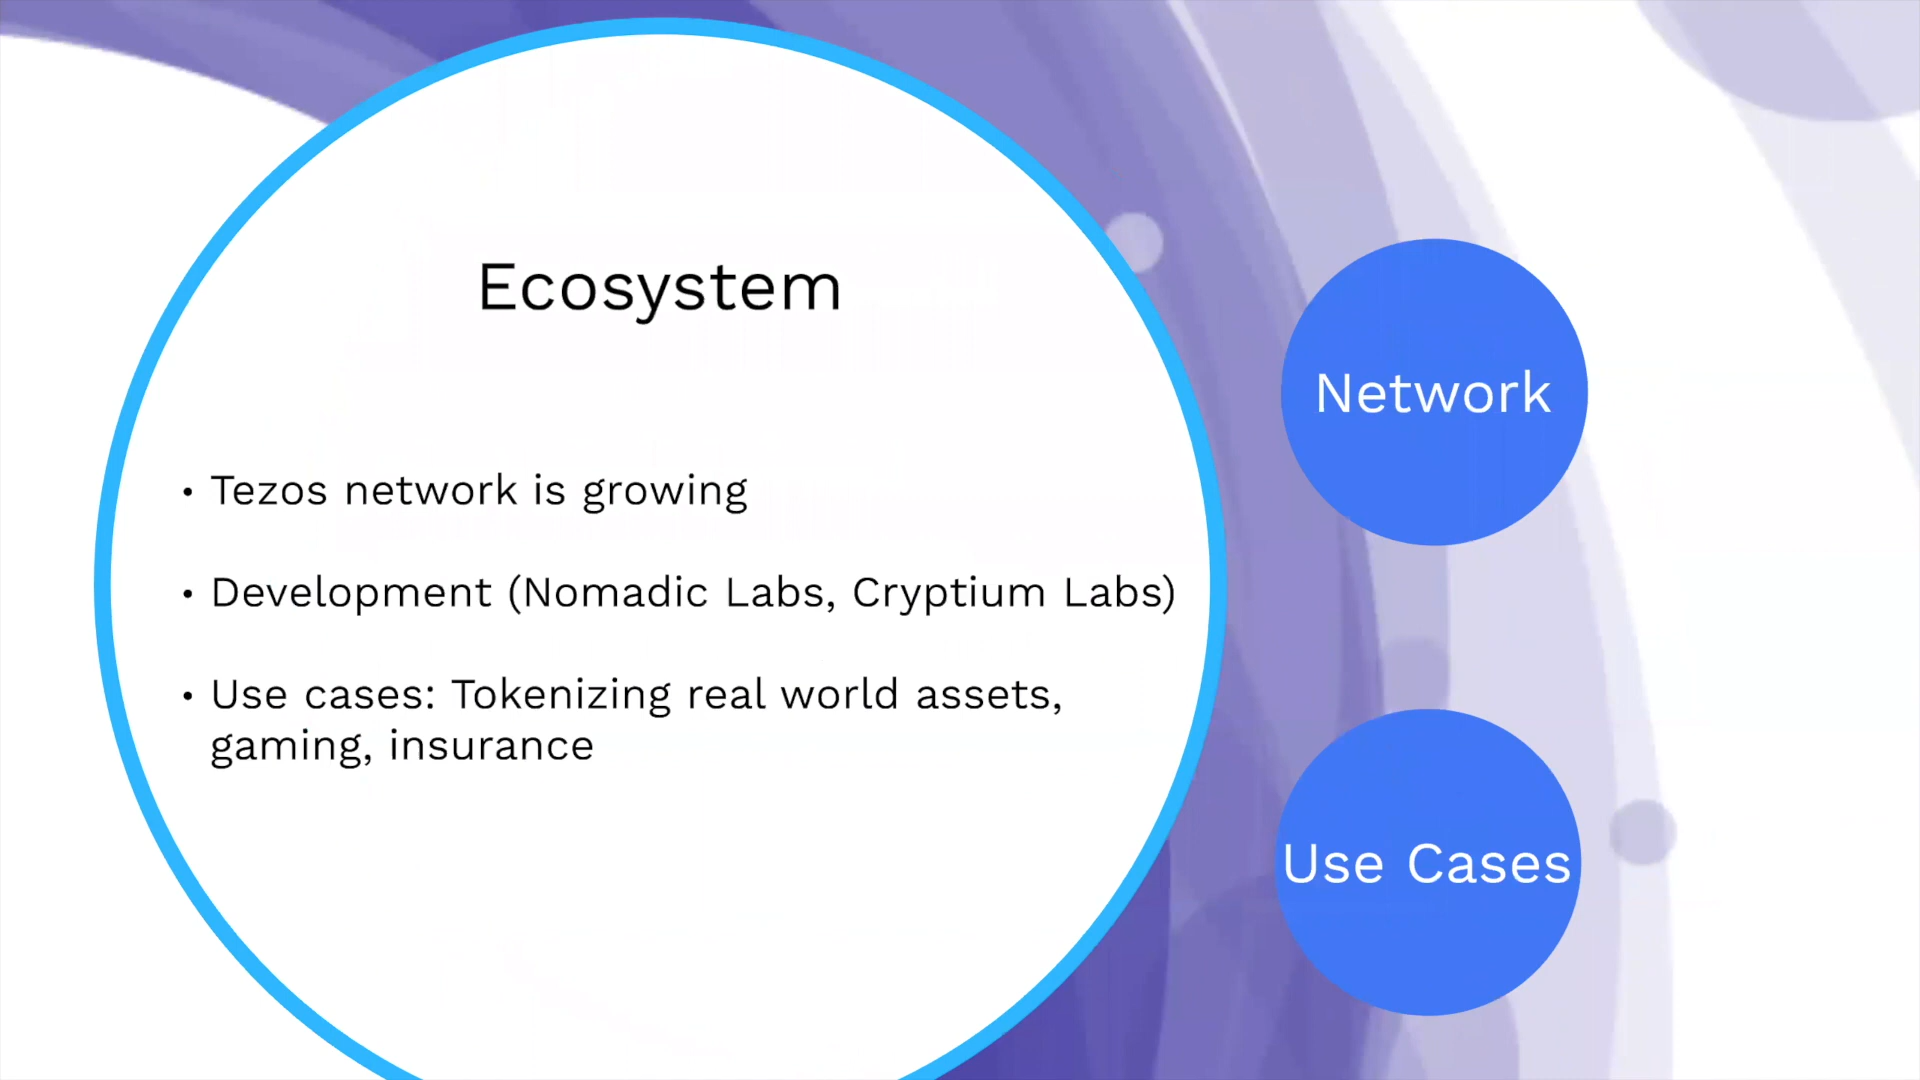 Ecosystem
• Tezos network is growing
• Development (Nomadic Labs, Cryptium Labs)
• Use cases: Tokenizing real world assets,
gaming, insurance
Network
Use Cases